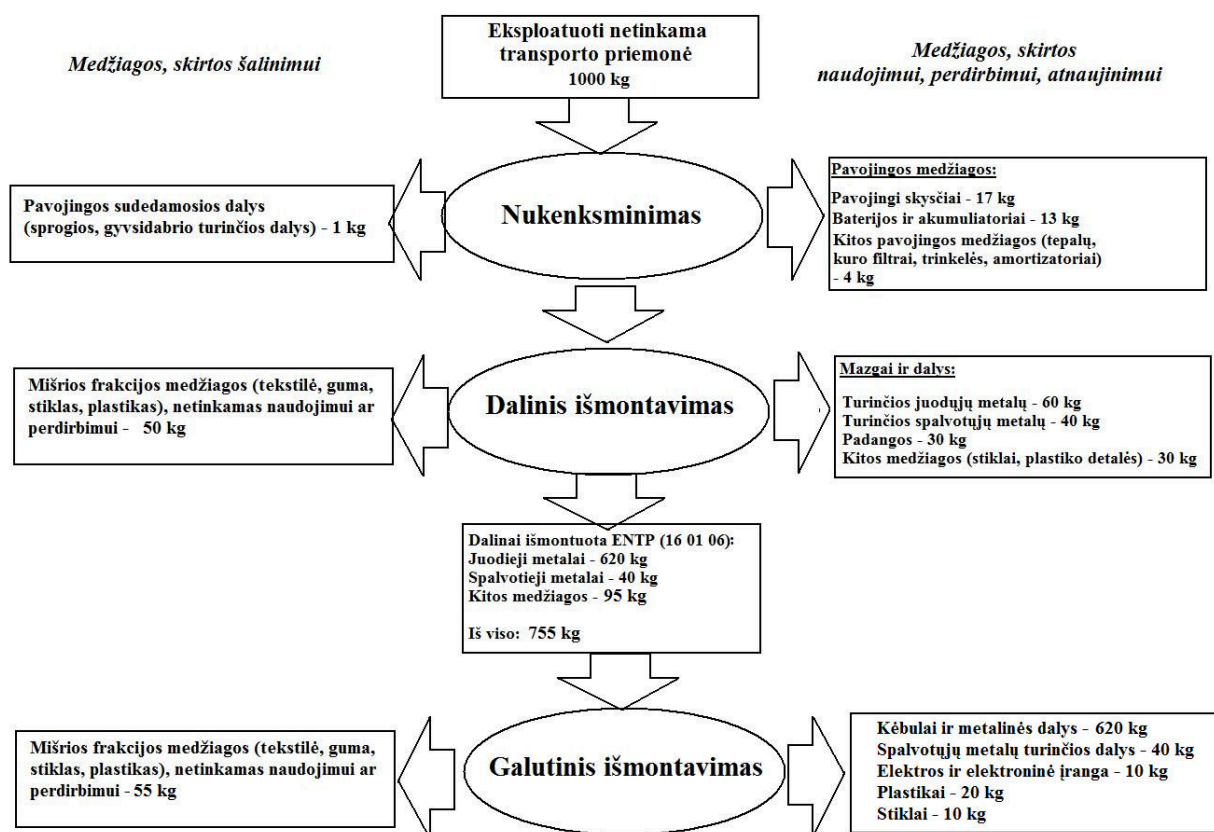 Eksploatuoti netinkama
transporto priemonė
1000 kg
Medžiagos, skirtos šalinimui
Medžiagos, skirtos
naudojimui, perdirbimui, atnaujinimui
Pavojingos sudedamosios dalys
(sprogios, gyvsidabrio turinčios dalys) - 1 kg
Nukenksminimas
Pavojingos medžiagos:
Pavojingi skysčiai - 17 kg
Baterijos ir akumuliatoriai - 13 kg
Kitos pavojingos medžiagos (tepalų,
kuro filtrai, trinkelės, amortizatoriai)
- 4 kg
Mišrios frakcijos medžiagos (tekstilė, guma,
stiklas, plastikas), netinkamas naudojimui ar
perdirbimui - 50 kg
Dalinis išmontavimas
Mazgai ir dalys:
Turinčios juodųjų metalų - 60 kg
Turinčios spalvotųjų metalų - 40 kg
Padangos - 30 kg
Kitos medžiagos (stiklai, plastiko detalės) - 30 kg
Dalinai išmontuota ENTP (16 01 06):
Juodieji metalai - 620 kg
Spalvotieji metalai - 40 kg
Kitos medžiagos - 95 kg
Iš viso: 755 kg
Mišrios frakcijos medžiagos (tekstilė, guma,
stiklas, plastikas), netinkamas naudojimui ar
perdirbimui - 55 kg
Galutinis išmontavimas
Kėbulai ir metalinės dalys - 620 kg
Spalvotųjų metalų turinčios dalys - 40 kg
Elektros ir elektroninė įranga - 10 kg
Plastikai - 20 kg
Stiklai - 10 kg